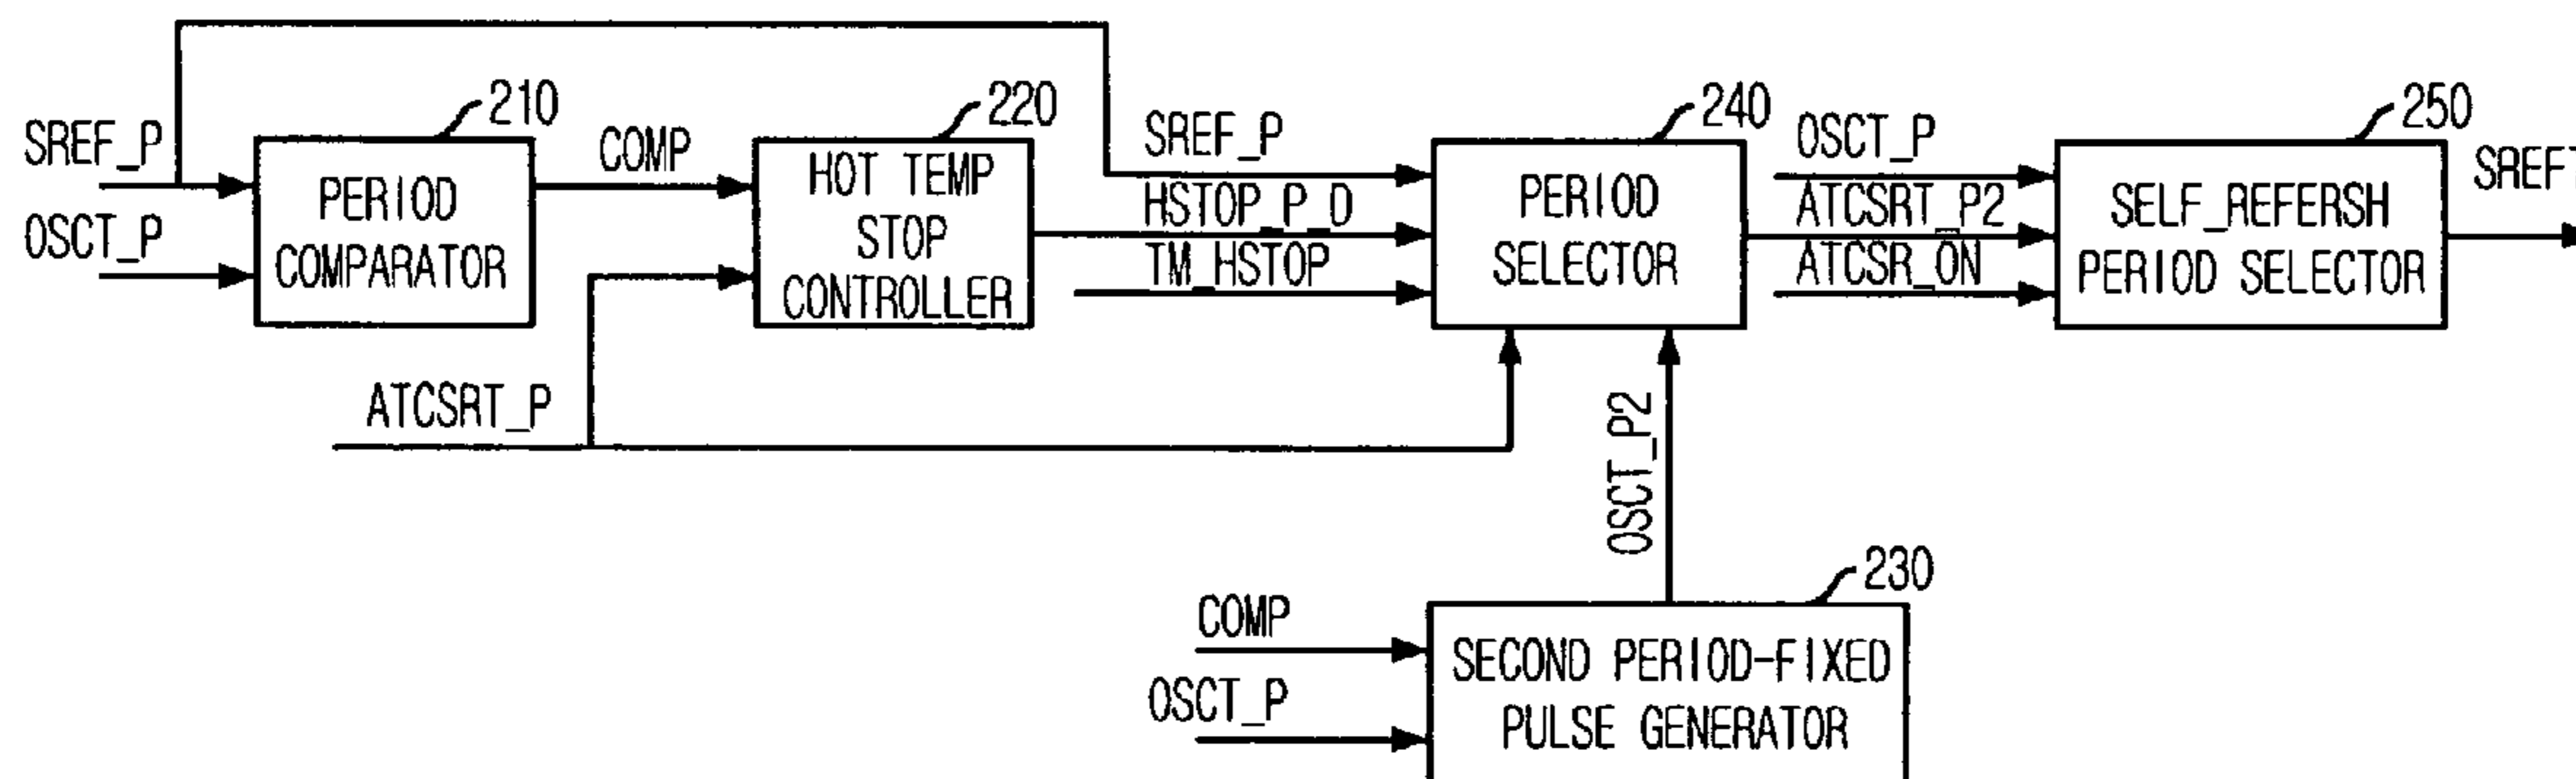 210
220
240
250
SREF_P
COMP
SREF_P
OSCT_P
PERIOD
COMPARATOR
HOT TEMP
STOP
CONTROLLER
OSCT_P
HSTOP_P_D
TM_HSTOP
PERIOD
SELECTOR
ATCSRT_P2
ATCSR_ON
SELF_REFERSH
PERIOD SELECTOR
SREFT
ATCSRT_P
OSCT_P2
230
COMP
OSCT_P
SECOND PERIOD-FIXED
PULSE GENERATOR